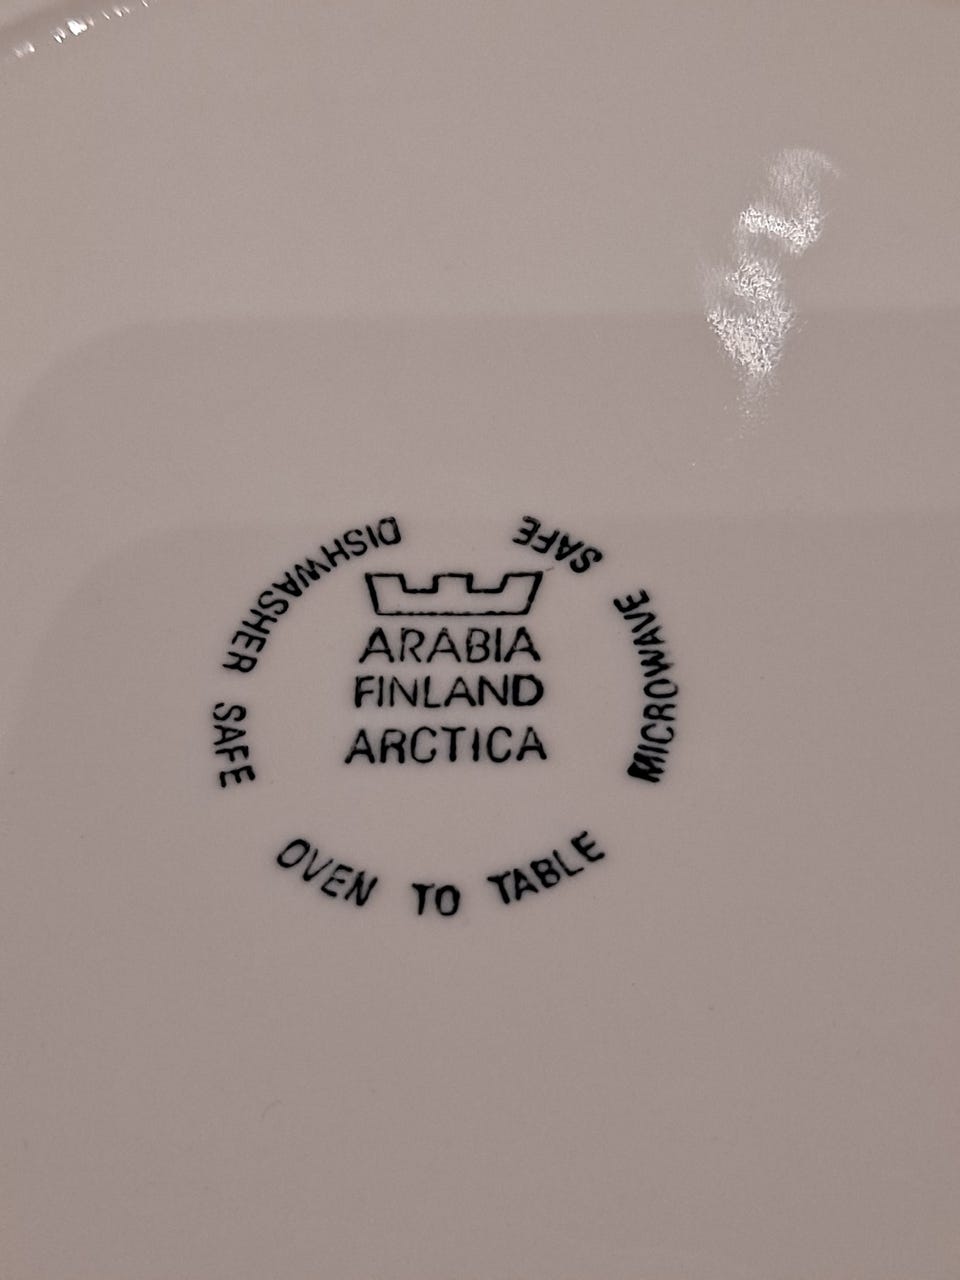 ARABIA
FINLAND
ARCTICA
DISHWASHER SAFE
OVEN TO TABLE
MICROWAVE SAFE